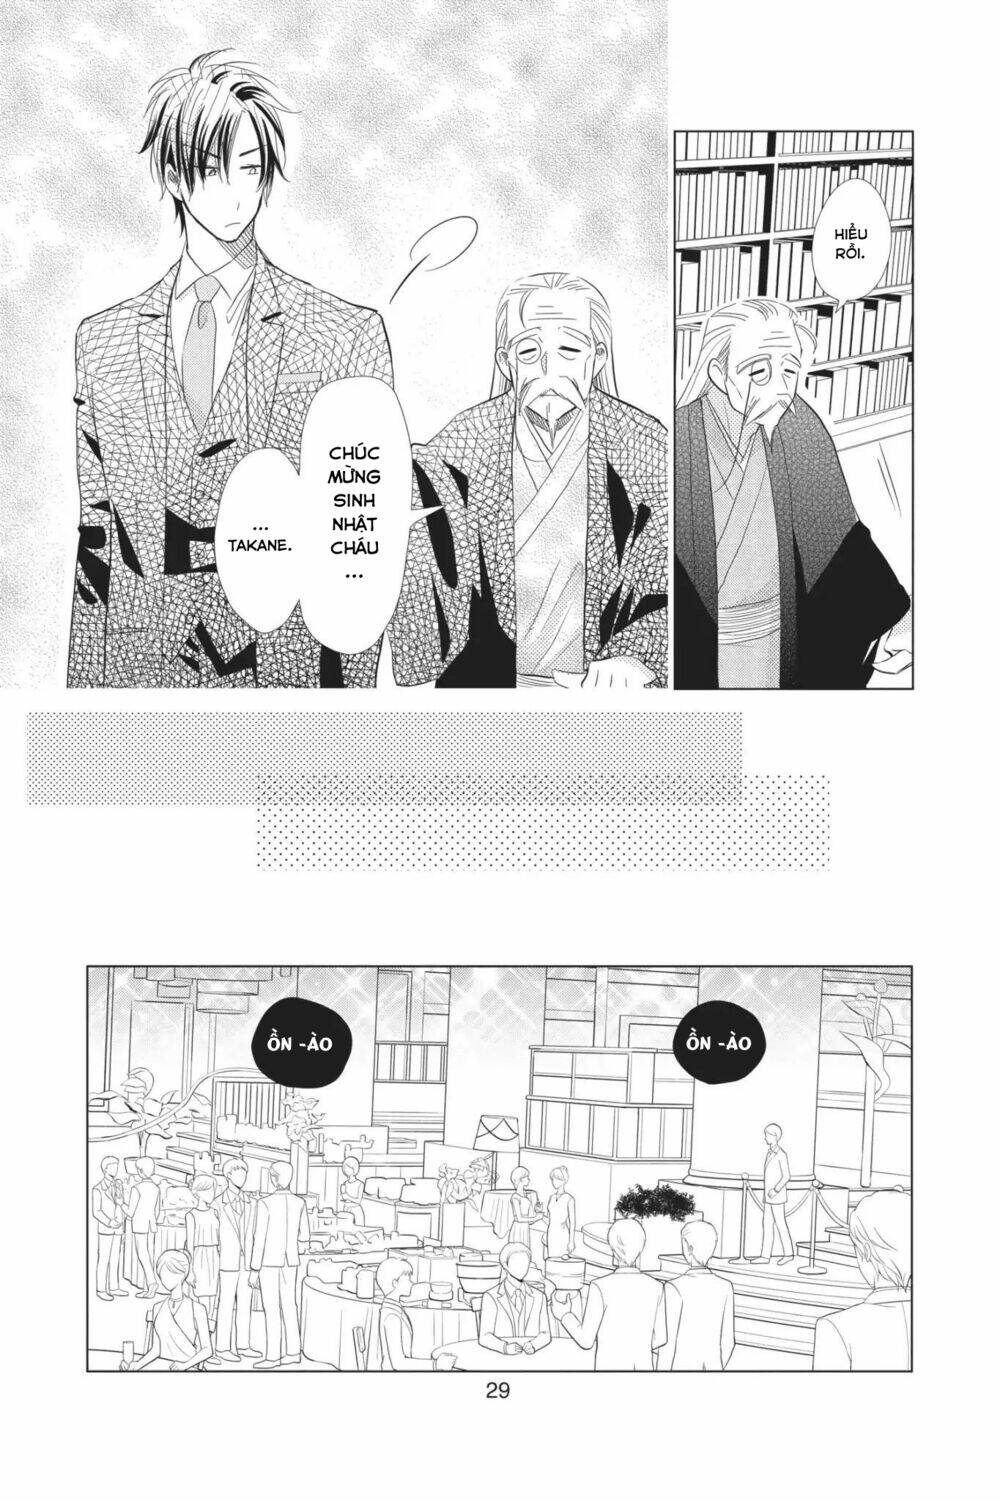 HIỂU
RỒI.
CHÚC
MỪNG
SINH
NHẬT
CHÁU
...
...
TAKANE.
ỒN -ÀO
ỒN -ÀO
29